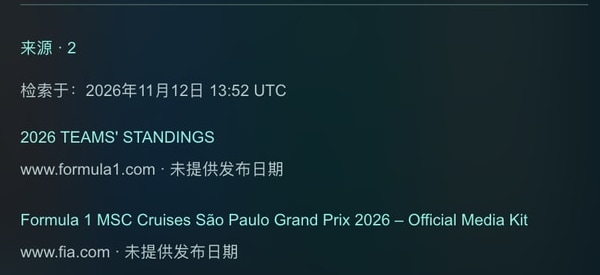 来源 · 2
检索于：2026年11月12日 13:52 UTC
2026 TEAMS' STANDINGS
www.formula1.com · 未提供发布日期
Formula 1 MSC Cruises São Paulo Grand Prix 2026 – Official Media Kit
www.fia.com · 未提供发布日期